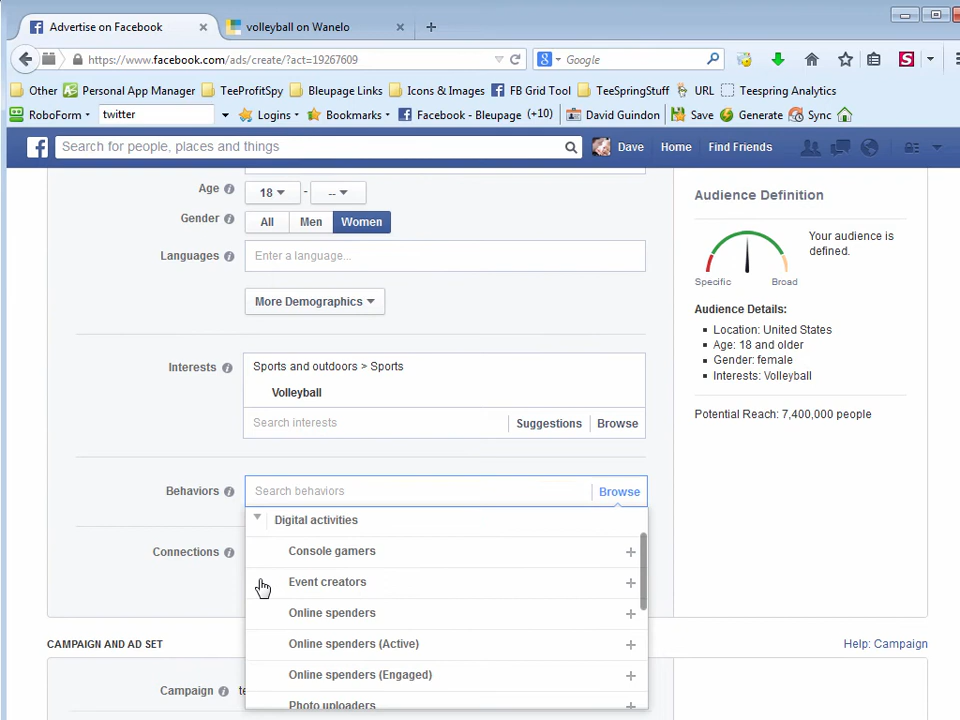 Advertise on Facebook
volleyball on Wanelo
https://www.facebook.com/ads/create/?act=19267609
Google
Other Personal App Manager TeeProfitSpy Bleupage Links Icons & Images FB Grid Tool TeeSpringStuff URL Teespring Analytics
RoboForm twitter Logins Bookmarks Facebook - Bleupage (+10) David Guindon Save Generate Sync
Search for people, places and things Dave Home Find Friends
Age 18 - --
Gender All Men Women
Languages Enter a language...
More Demographics
Interests Sports and outdoors > Sports
Volleyball
Search interests Suggestions Browse
Behaviors Search behaviors Browse
Digital activities
Console gamers
Connections
Event creators
Online spenders
Online spenders (Active)
Online spenders (Engaged)
Photo uploaders
CAMPAIGN AND AD SET
Help: Campaign
Campaign te
Audience Definition
Your audience is
defined.
Specific Broad
Audience Details:
Location: United States
Age: 18 and older
Gender: female
Interests: Volleyball
Potential Reach: 7,400,000 people